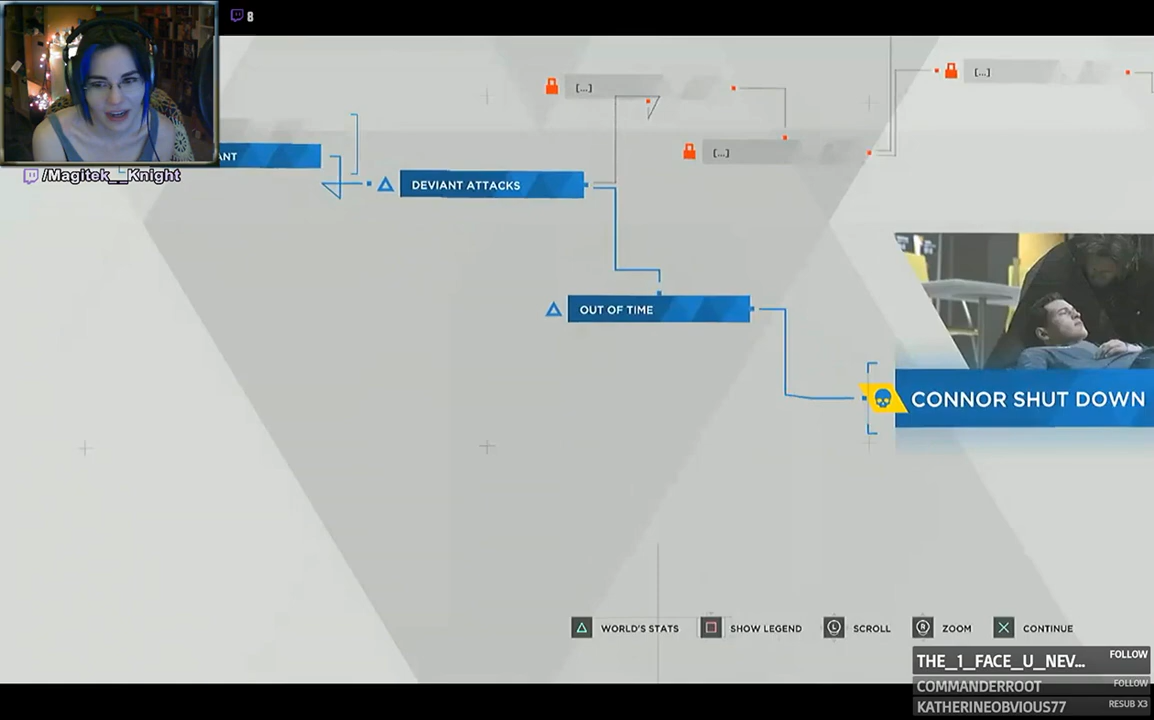 8
[...]
[...]
[...]
ANT
/Magitek__Knight
DEVIANT ATTACKS
OUT OF TIME
CONNOR SHUT DOWN
WORLD'S STATS
SHOW LEGEND
L
SCROLL
R
ZOOM
CONTINUE
THE_1_FACE_U_NEV... FOLLOW
COMMANDERROOT FOLLOW
KATHERINEOBVIOUS77 RESUB X3